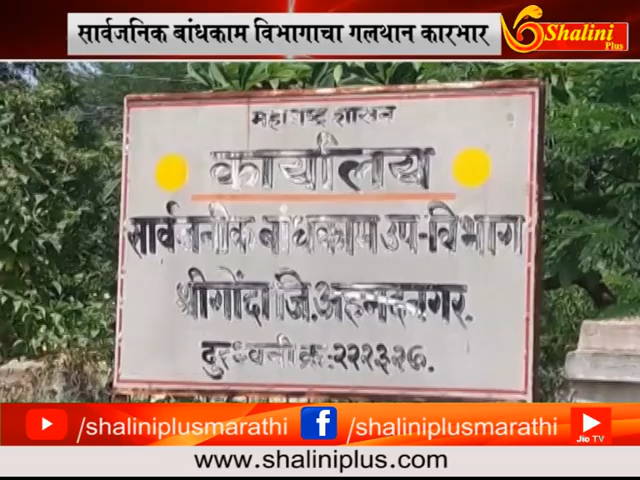 सार्वजनिक बांधकाम विभागाचा गलथान कारभार
Shalini
Plus
महाराष्ट्र शासन
कार्यालय
सार्वजनीक बांधकाम उप-विभाग
श्रीगोंदा जि.अहमदनगर.
दुरध्वनी क्र:२२२३२७.
/shaliniplusmarathi
/shaliniplusmarathi
Jio TV
www.shaliniplus.com